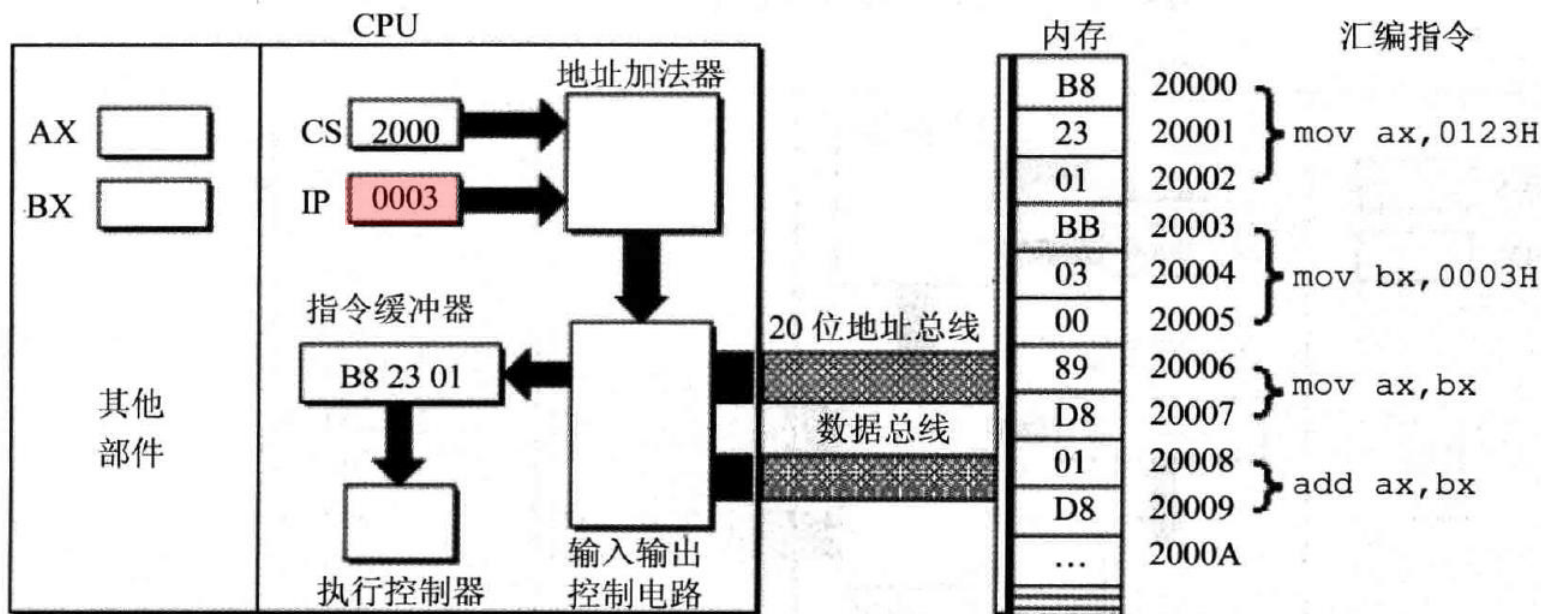 CPU
地址加法器
AX
BX
其他
部件
CS 2000
IP 0003
指令缓冲器
B8 23 01
执行控制器
输入输出
控制电路
20 位地址总线
数据总线
内存
汇编指令
B8 20000
23 20001 mov ax,0123H
01 20002
BB 20003
03 20004 mov bx,0003H
00 20005
89 20006
mov ax,bx
D8 20007
01 20008
add ax,bx
D8 20009
… 2000A